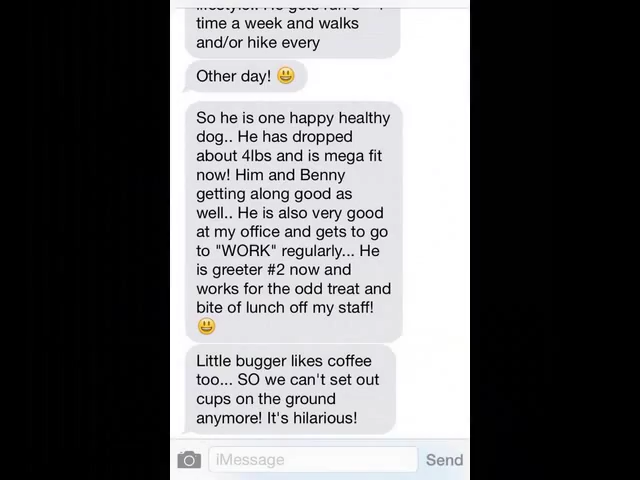 time a week and walks
and/or hike every
Other day! 😃
So he is one happy healthy
dog.. He has dropped
about 4lbs and is mega fit
now! Him and Benny
getting along good as
well.. He is also very good
at my office and gets to go
to "WORK" regularly... He
is greeter #2 now and
works for the odd treat and
bite of lunch off my staff!
😃
Little bugger likes coffee
too... SO we can't set out
cups on the ground
anymore! It's hilarious!
iMessage Send